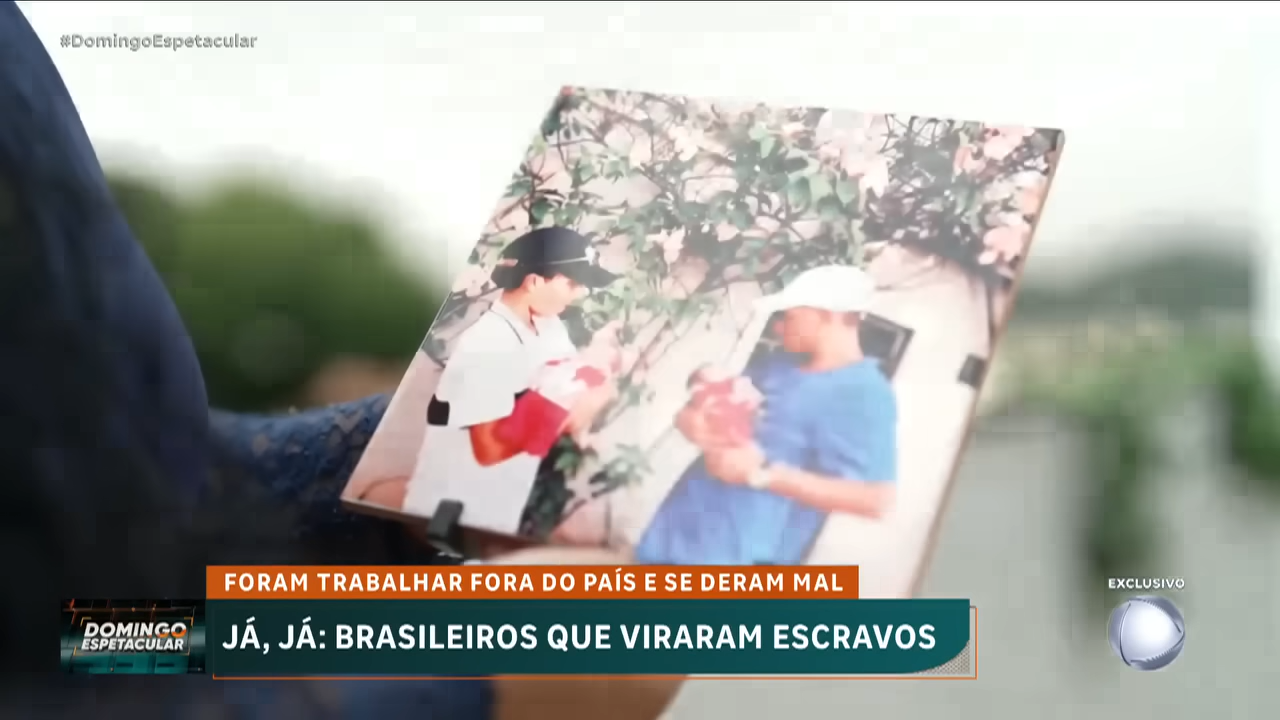 #DomingoEspetacular
FORAM TRABALHAR FORA DO PAÍS E SE DERAM MAL
EXCLUSIVO
DOMINGO
ESPETACULAR
JÁ, JÁ: BRASILEIROS QUE VIRARAM ESCRAVOS